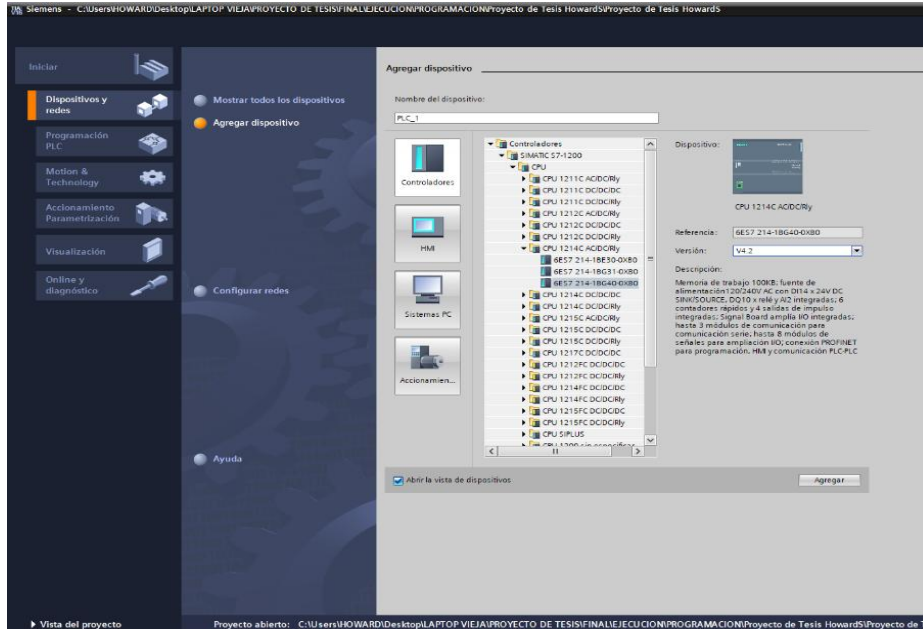 Siemens - C:\Users\HOWARD\Desktop\LAPTOP VIEJA\PROYECTO DE TESIS\FINAL\EJECUCION\PROGRAMACION\Proyecto de Tesis HowardS\Proyecto de Tesis HowardS
Iniciar
Dispositivos y
redes
Programación
PLC
Motion &
Technology
Accionamiento
Parametrización
Visualización
Online y
diagnóstico
Mostrar todos los dispositivos
Agregar dispositivo
Configurar redes
Ayuda
Agregar dispositivo
Nombre del dispositivo:
PLC_1
Controladores
HMI
Sistemas PC
Accionamien...
Controladores
SIMATIC S7-1200
CPU
CPU 1211C AC/DC/Rly
CPU 1211C DC/DC/DC
CPU 1211C DC/DC/Rly
CPU 1212C AC/DC/Rly
CPU 1212C DC/DC/DC
CPU 1212C DC/DC/Rly
CPU 1214C AC/DC/Rly
6ES7 214-1BE30-0XB0
6ES7 214-1BG31-0XB0
6ES7 214-1BG40-0XB0
CPU 1214C DC/DC/DC
CPU 1214C DC/DC/Rly
CPU 1215C AC/DC/Rly
CPU 1215C DC/DC/DC
CPU 1215C DC/DC/Rly
CPU 1217C DC/DC/DC
CPU 1212FC DC/DC/DC
CPU 1212FC DC/DC/Rly
CPU 1214FC DC/DC/DC
CPU 1214FC DC/DC/Rly
CPU 1215FC DC/DC/DC
CPU 1215FC DC/DC/Rly
CPU SIPLUS
CPU 1200 sin especificar
Dispositivo:
CPU 1214C AC/DC/Rly
Referencia:
6ES7 214-1BG40-0XB0
Versión:
V4.2
Descripción:
Memoria de trabajo 100KB; fuente de
alimentación120/240V AC con DI14 x 24V DC
SINK/SOURCE, DQ10 x relé y AI2 integradas; 6
contadores rápidos y 4 salidas de impulso
integradas; Signal Board amplía I/O integradas;
hasta 3 módulos de comunicación para
comunicación serie; hasta 8 módulos de
señales para ampliación I/O; conexión PROFINET
para programación, HMI y comunicación PLC-PLC
Abrir la vista de dispositivos
Agregar
Vista del proyecto
Proyecto abierto: C:\Users\HOWARD\Desktop\LAPTOP VIEJA\PROYECTO DE TESIS\FINAL\EJECUCION\PROGRAMACION\Proyecto de Tesis HowardS\Proyecto de